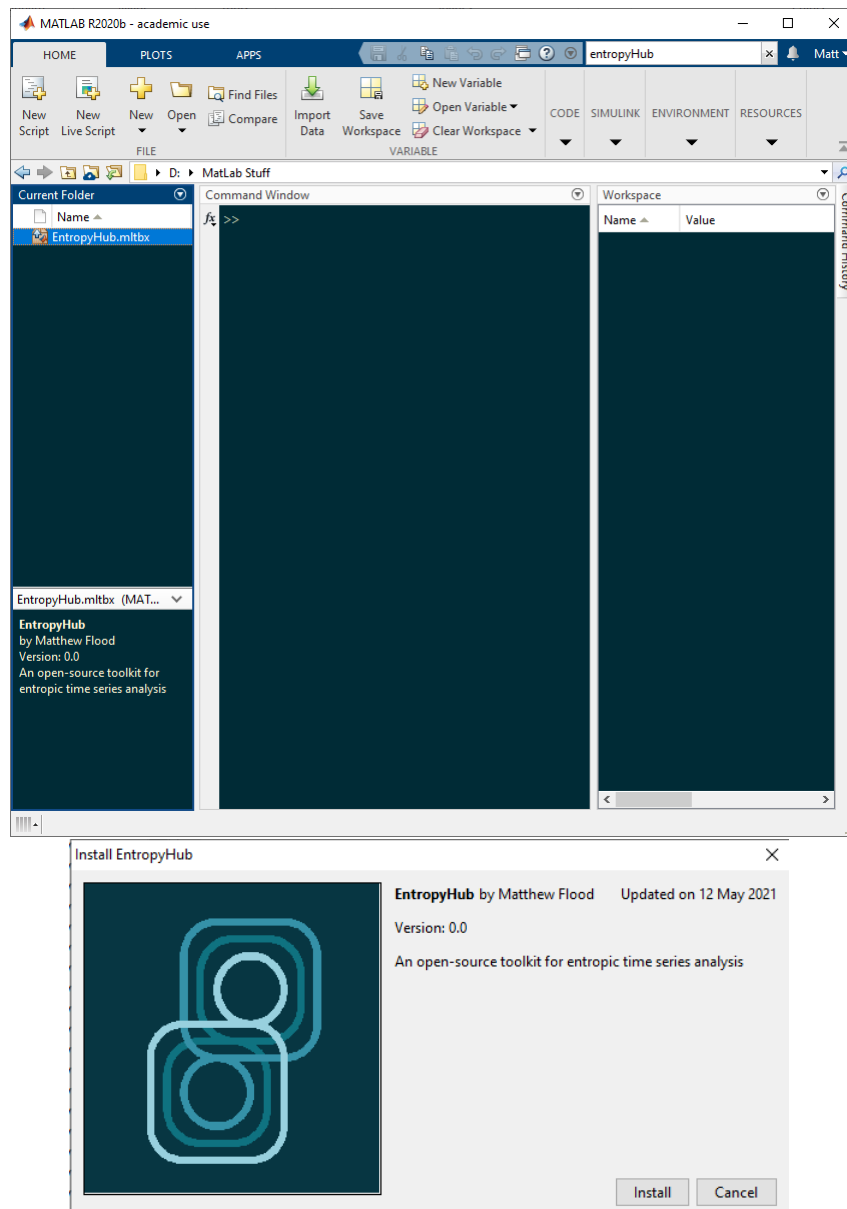 MATLAB R2020b - academic use
HOME PLOTS APPS entropyHub Matt
New Script
New Live Script
New
Open
Find Files
Compare
Import Data
Save Workspace
New Variable
Open Variable
Clear Workspace
CODE SIMULINK ENVIRONMENT RESOURCES
FILE VARIABLE
D: MatLab Stuff
Current Folder
Name
EntropyHub.mltbx
Command Window
fx >>
Workspace
Name Value
Command History
EntropyHub.mltbx (MAT...
EntropyHub
by Matthew Flood
Version: 0.0
An open-source toolkit for
entropic time series analysis
Install EntropyHub
EntropyHub by Matthew Flood Updated on 12 May 2021
Version: 0.0
An open-source toolkit for entropic time series analysis
Install Cancel